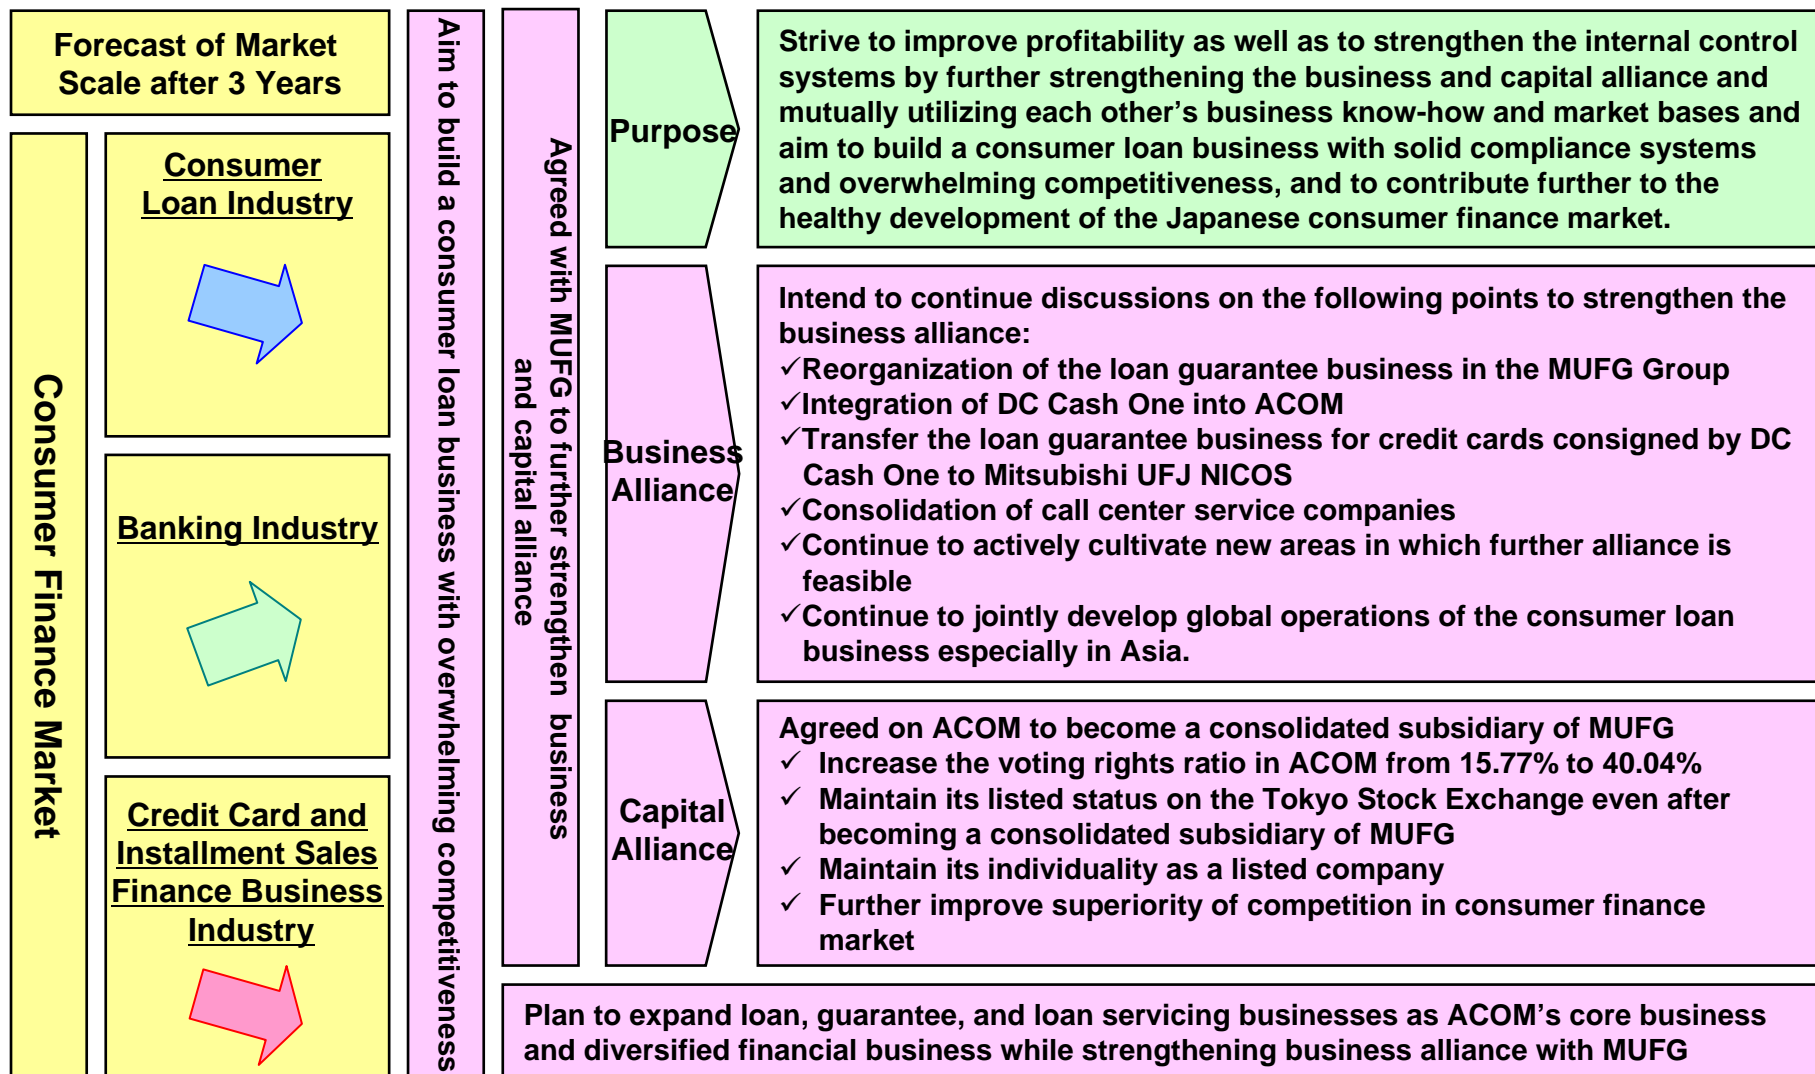 Forecast of Market
Scale after 3 Years
Consumer Finance Market
Consumer
Loan Industry
Banking Industry
Credit Card and
Installment Sales
Finance Business
Industry
Aim to build a consumer loan business with overwhelming competitiveness
Agreed with MUFG to further strengthen business
and capital alliance
Purpose
Strive to improve profitability as well as to strengthen the internal control
systems by further strengthening the business and capital alliance and
mutually utilizing each other’s business know-how and market bases and
aim to build a consumer loan business with solid compliance systems
and overwhelming competitiveness, and to contribute further to the
healthy development of the Japanese consumer finance market.
Business
Alliance
Intend to continue discussions on the following points to strengthen the
business alliance:
✓Reorganization of the loan guarantee business in the MUFG Group
✓Integration of DC Cash One into ACOM
✓Transfer the loan guarantee business for credit cards consigned by DC
Cash One to Mitsubishi UFJ NICOS
✓Consolidation of call center service companies
✓Continue to actively cultivate new areas in which further alliance is
feasible
✓Continue to jointly develop global operations of the consumer loan
business especially in Asia.
Capital
Alliance
Agreed on ACOM to become a consolidated subsidiary of MUFG
✓ Increase the voting rights ratio in ACOM from 15.77% to 40.04%
✓ Maintain its listed status on the Tokyo Stock Exchange even after
becoming a consolidated subsidiary of MUFG
✓ Maintain its individuality as a listed company
✓ Further improve superiority of competition in consumer finance
market
Plan to expand loan, guarantee, and loan servicing businesses as ACOM’s core business
and diversified financial business while strengthening business alliance with MUFG